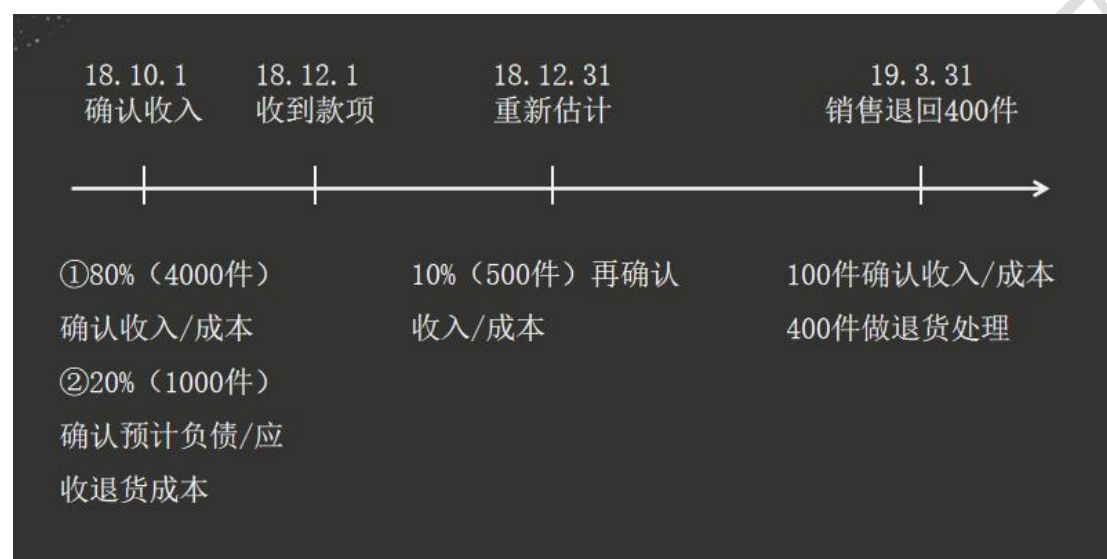 18.10.1
确认收入
18.12.1
收到款项
18.12.31
重新估计
19.3.31
销售退回400件
①80%（4000件）
确认收入/成本
②20%（1000件）
确认预计负债/应
收退货成本
10%（500件）再确认
收入/成本
100件确认收入/成本
400件做退货处理